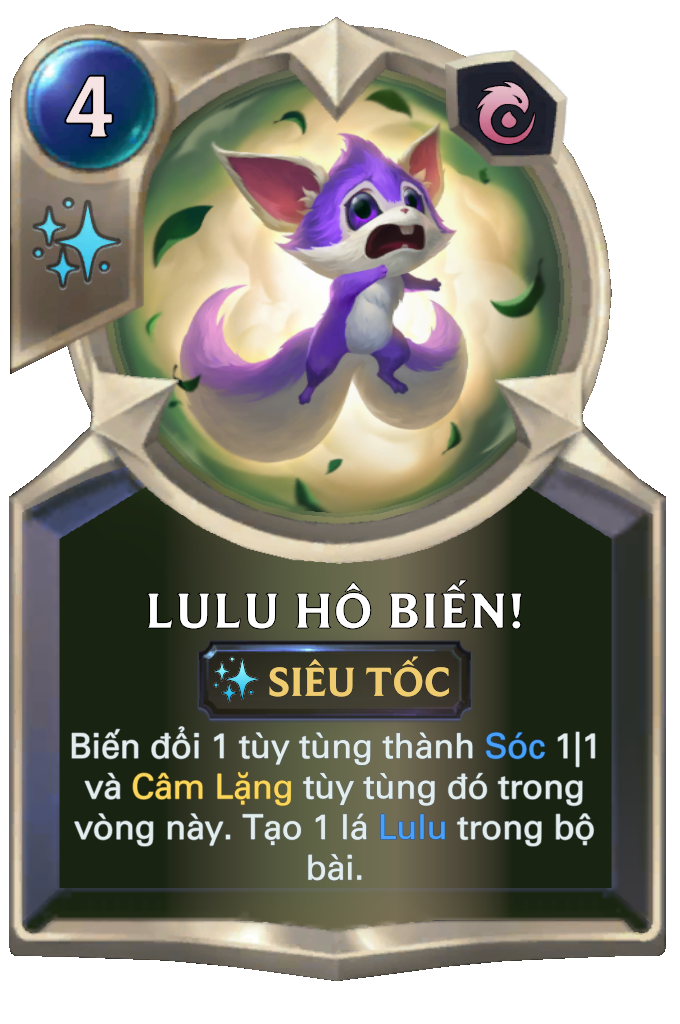 4
LULU HÔ BIẾN!
SIÊU TỐC
Biến đổi 1 tùy tùng thành Sóc 1|1
và Câm Lặng tùy tùng đó trong
vòng này. Tạo 1 lá Lulu trong bộ
bài.